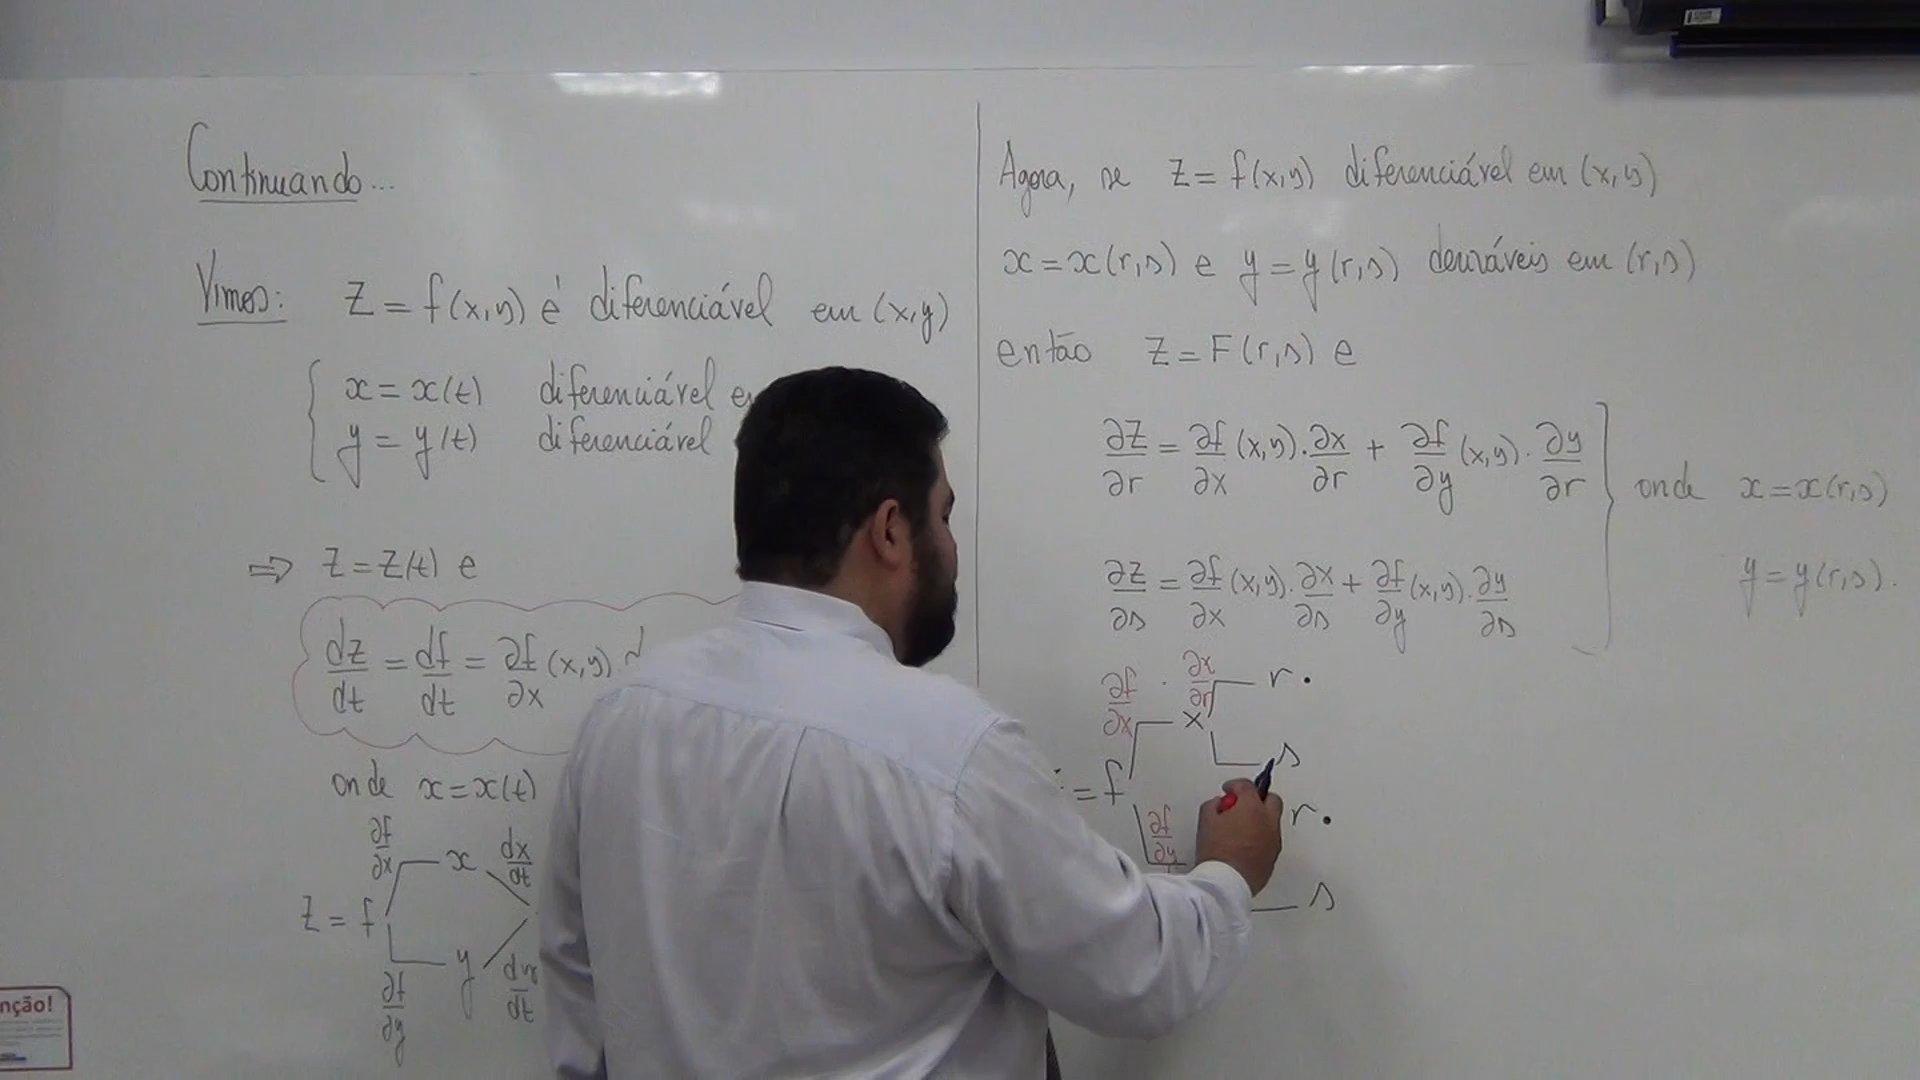 Continuando...
Vimos: z = f(x,y) é diferenciável em (x,y)
x = x(t) diferenciável
y = y(t) diferenciável
⇒ z = z(t) e
dz/dt = df/dt = ∂f/∂x (x,y).
onde x = x(t)
∂f/∂x x dx/dt
z = f
∂f/∂y y dy/dt
Agora, se z = f(x,y) diferenciável em (x,y)
x = x(r,s) e y = y(r,s) deriváveis em (r,s)
então z = F(r,s) e
∂z/∂r = ∂f/∂x (x,y) . ∂x/∂r + ∂f/∂y (x,y) . ∂y/∂r
∂z/∂s = ∂f/∂x (x,y) . ∂x/∂s + ∂f/∂y (x,y) . ∂y/∂s
onde x = x(r,s)
y = y(r,s).
∂f/∂x . ∂x/∂r r .
x
s
= f
∂f/∂y r .
s
nção!